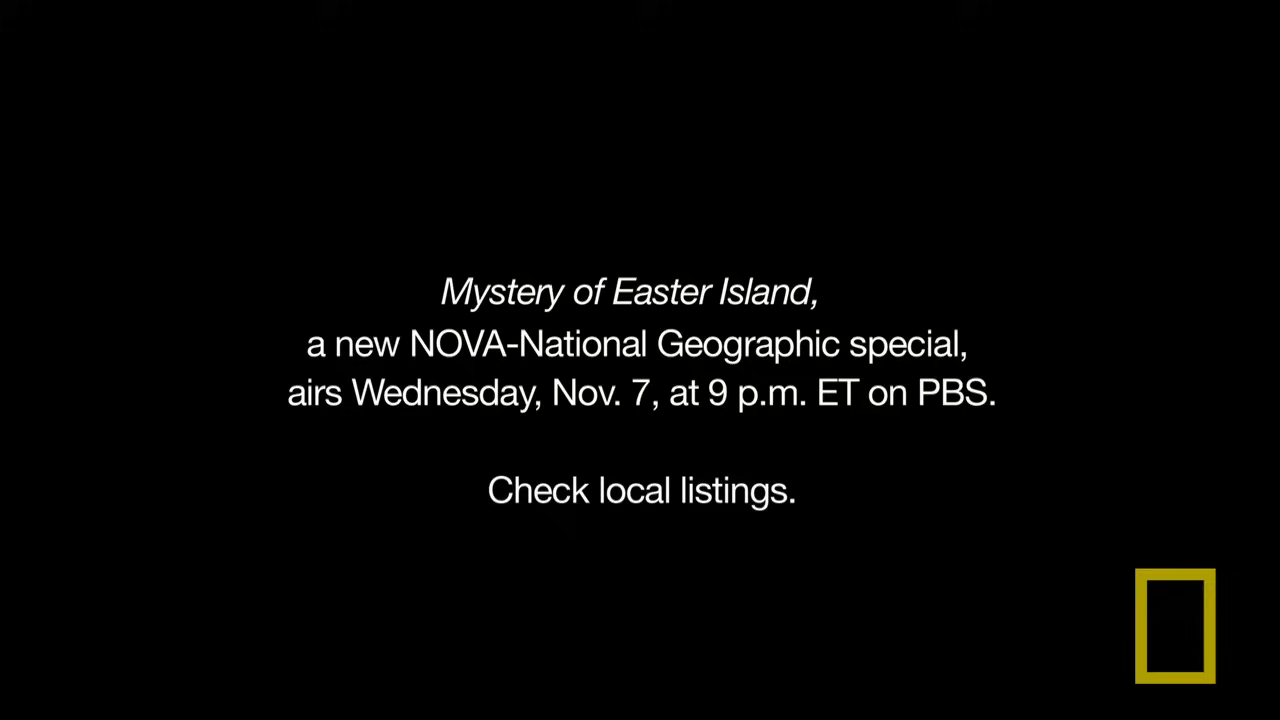 Mystery of Easter Island,
a new NOVA-National Geographic special,
airs Wednesday, Nov. 7, at 9 p.m. ET on PBS.
Check local listings.